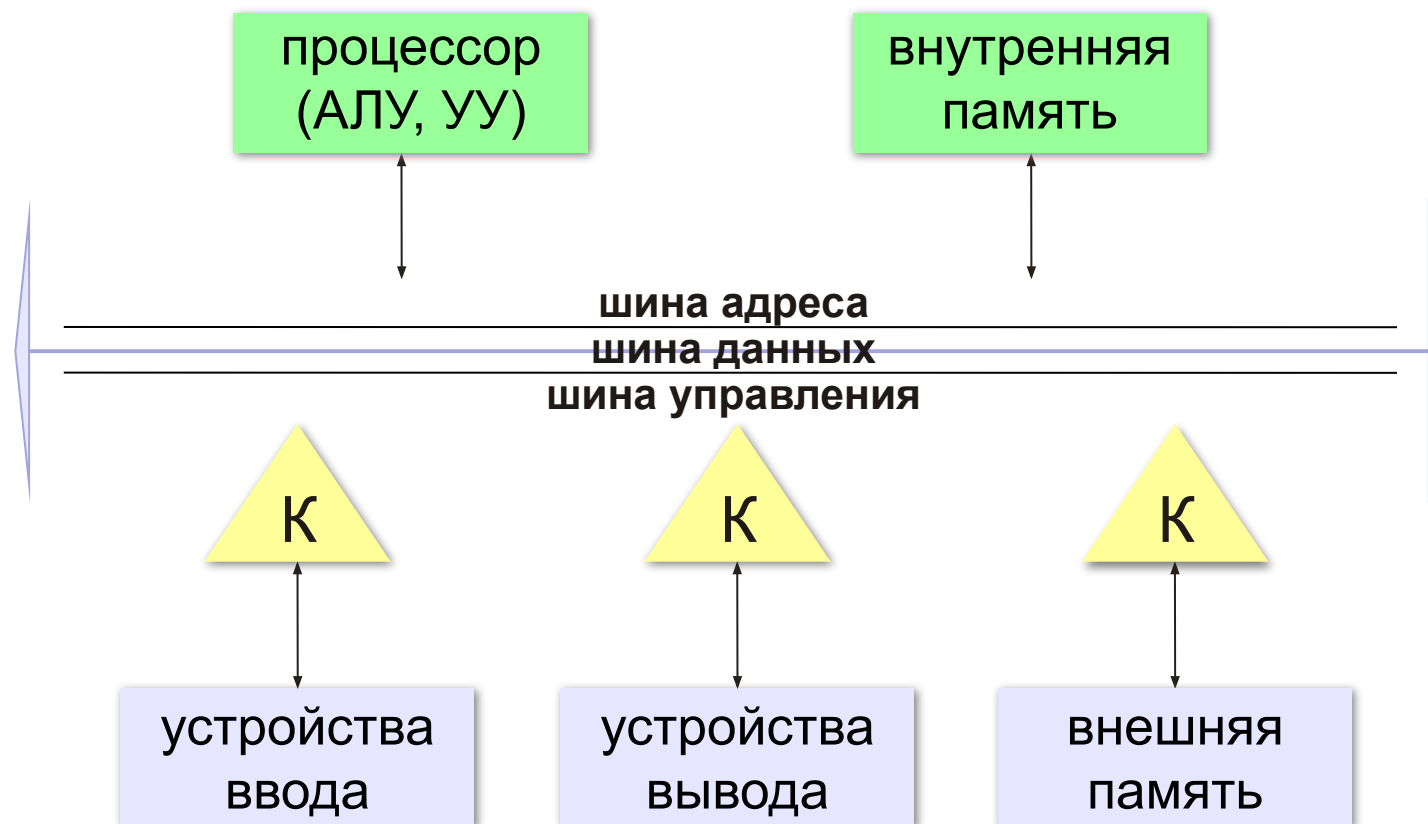 процессор
(АЛУ, УУ)
внутренняя
память
шина адреса
шина данных
шина управления
К
К
К
устройства
ввода
устройства
вывода
внешняя
память